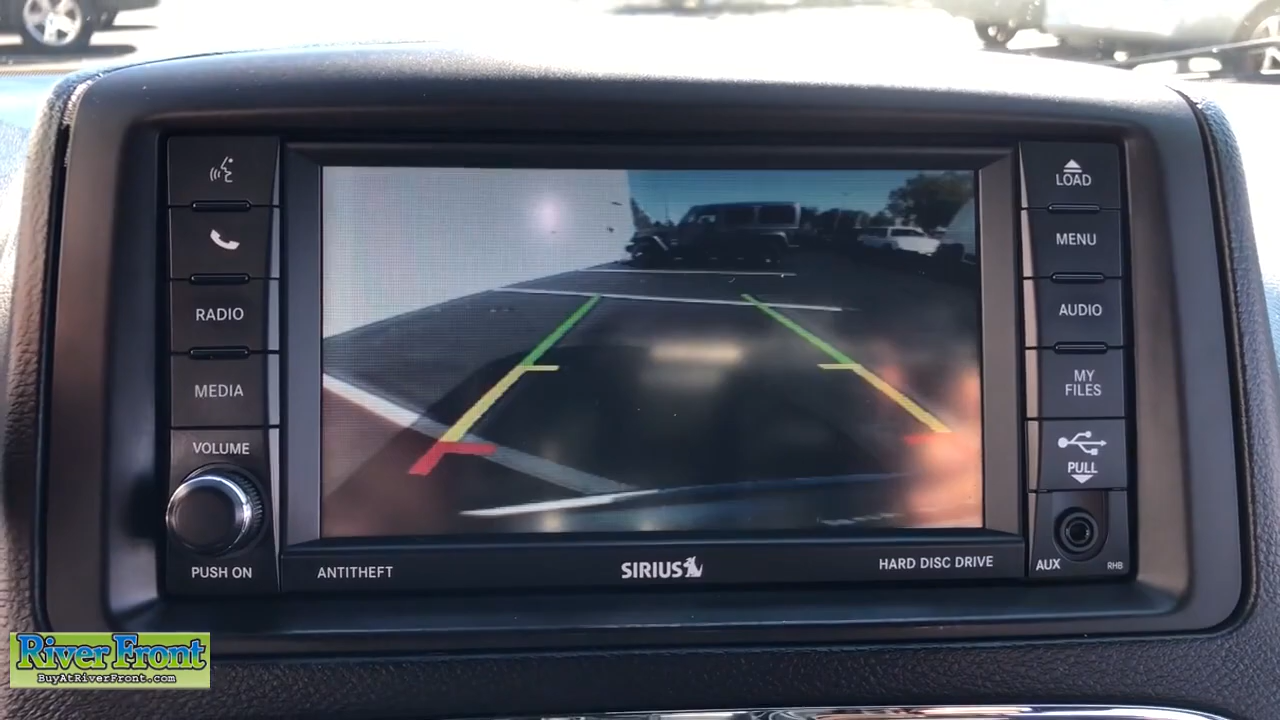 LOAD
MENU
RADIO
AUDIO
MEDIA
MY
FILES
VOLUME
PULL
PUSH ON
ANTITHEFT
SIRIUS
HARD DISC DRIVE
AUX
RHB
River Front
BuyAtRiverFront.com